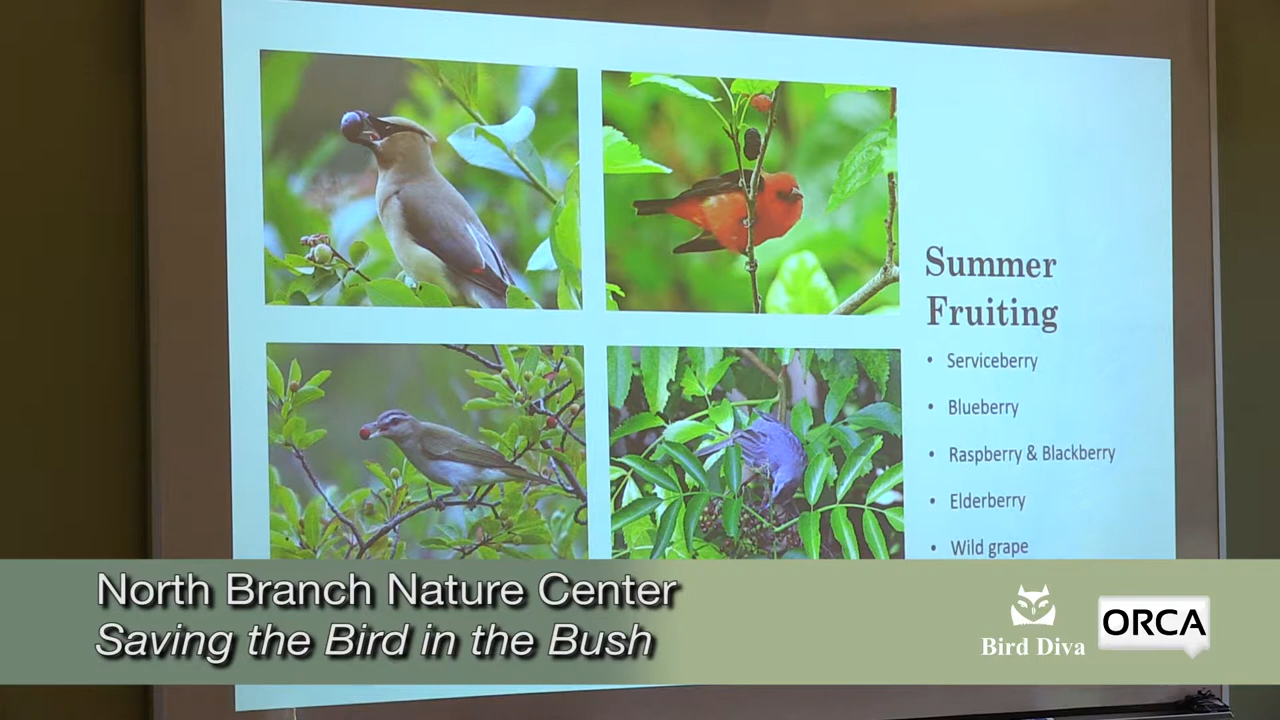 Summer
Fruiting
• Serviceberry
• Blueberry
• Raspberry & Blackberry
• Elderberry
• Wild grape
North Branch Nature Center
Saving the Bird in the Bush
Bird Diva
ORCA